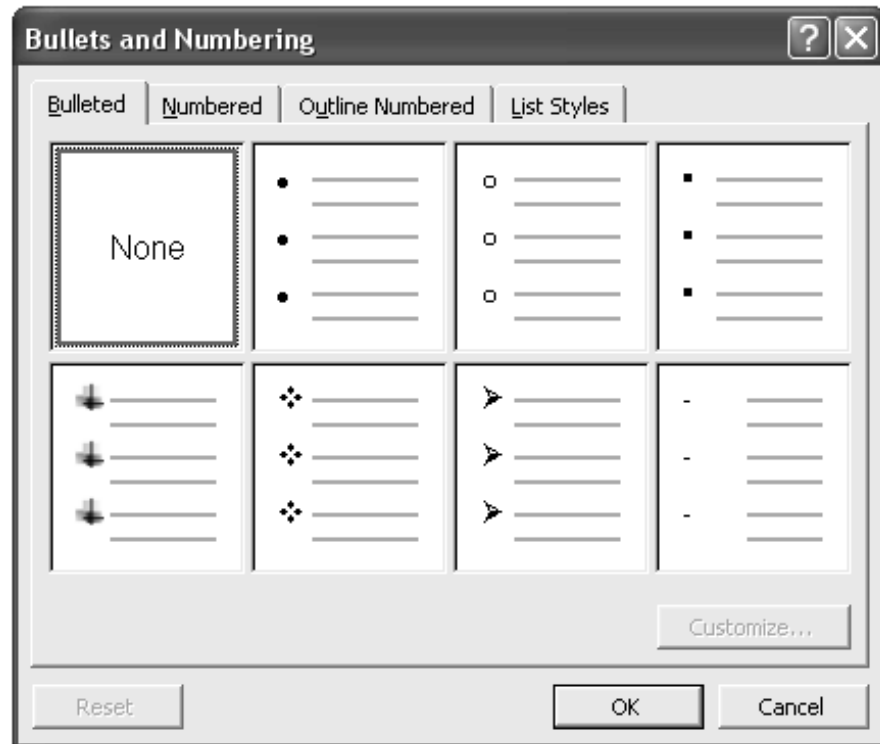 Bullets and Numbering
Bulleted Numbered Outline Numbered List Styles
None
Customize...
Reset OK Cancel